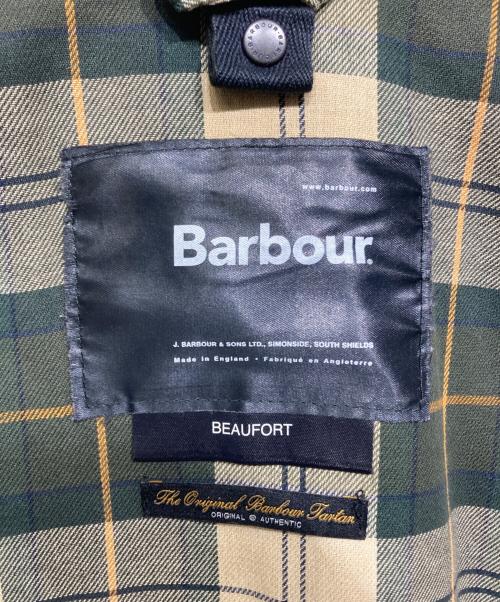 BARBOUR·BARBOUR
www.barbour.com
Barbour.
J. BARBOUR & SONS LTD., SIMONSIDE, SOUTH SHIELDS
Made in England • Fabriqué en Angleterre
BEAUFORT
The Original Barbour Tartan
ORIGINAL @ AUTHENTIC